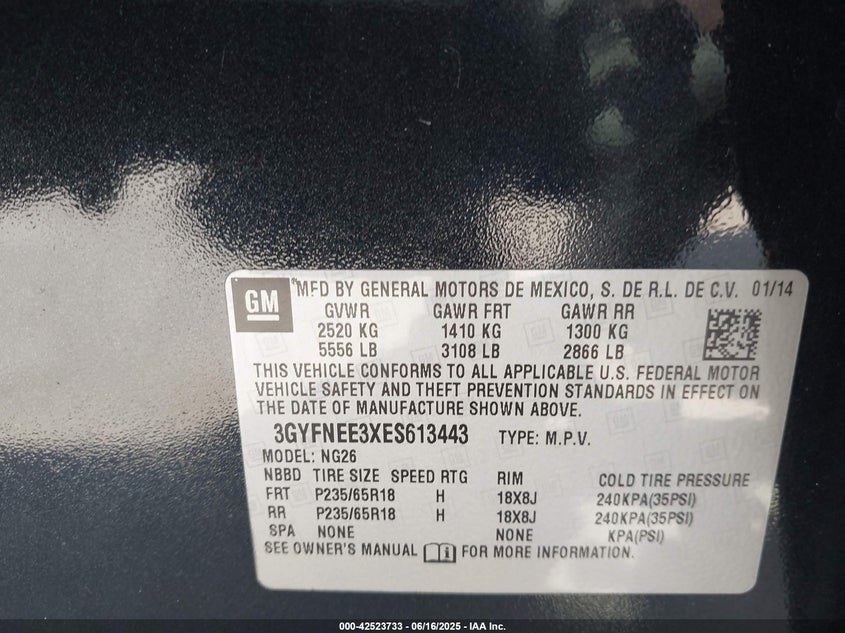 GM
MFD BY GENERAL MOTORS DE MEXICO, S. DE R.L. DE C.V. 01/14
GVWR GAWR FRT GAWR RR
2520 KG 1410 KG 1300 KG
5556 LB 3108 LB 2866 LB
THIS VEHICLE CONFORMS TO ALL APPLICABLE U.S. FEDERAL MOTOR
VEHICLE SAFETY AND THEFT PREVENTION STANDARDS IN EFFECT ON
THE DATE OF MANUFACTURE SHOWN ABOVE.
3GYFNEE3XES613443 TYPE: M.P.V.
MODEL: NG26
NBBD TIRE SIZE SPEED RTG RIM COLD TIRE PRESSURE
FRT P235/65R18 H 18X8J 240KPA(35PSI)
RR P235/65R18 H 18X8J 240KPA(35PSI)
SPA NONE NONE KPA(PSI)
SEE OWNER'S MANUAL FOR MORE INFORMATION.
000-42523733 - 06/16/2025 - IAA Inc.